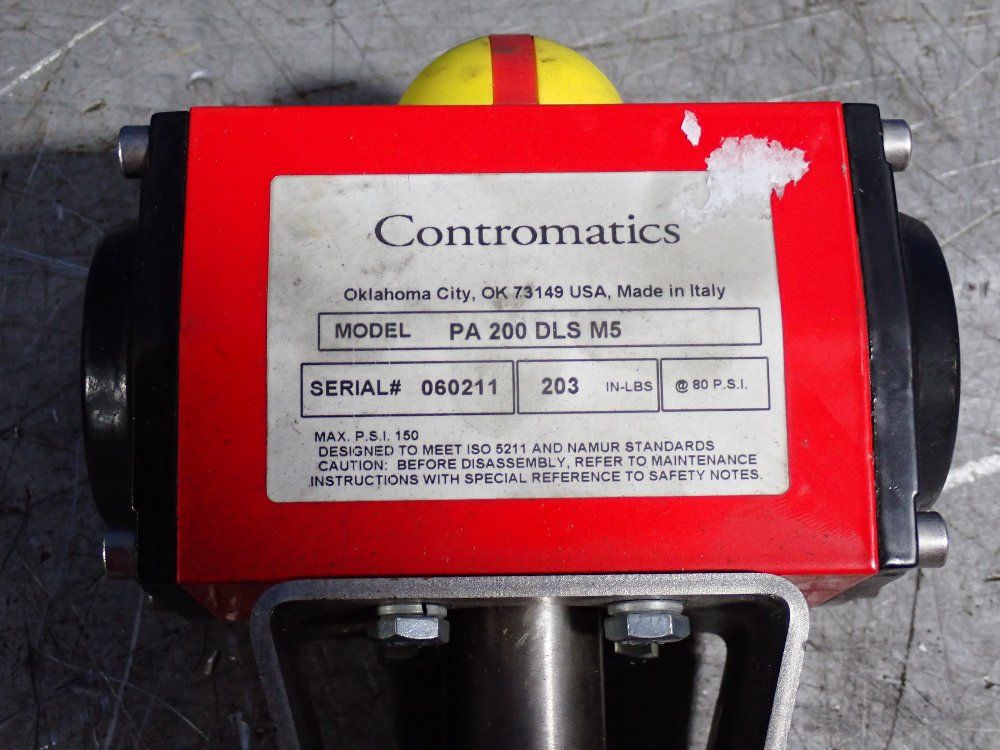 Contromatics
Oklahoma City, OK 73149 USA, Made in Italy
MODEL PA 200 DLS M5
SERIAL# 060211 203 IN-LBS @ 80 P.S.I.
MAX. P.S.I. 150
DESIGNED TO MEET ISO 5211 AND NAMUR STANDARDS
CAUTION: BEFORE DISASSEMBLY, REFER TO MAINTENANCE
INSTRUCTIONS WITH SPECIAL REFERENCE TO SAFETY NOTES.